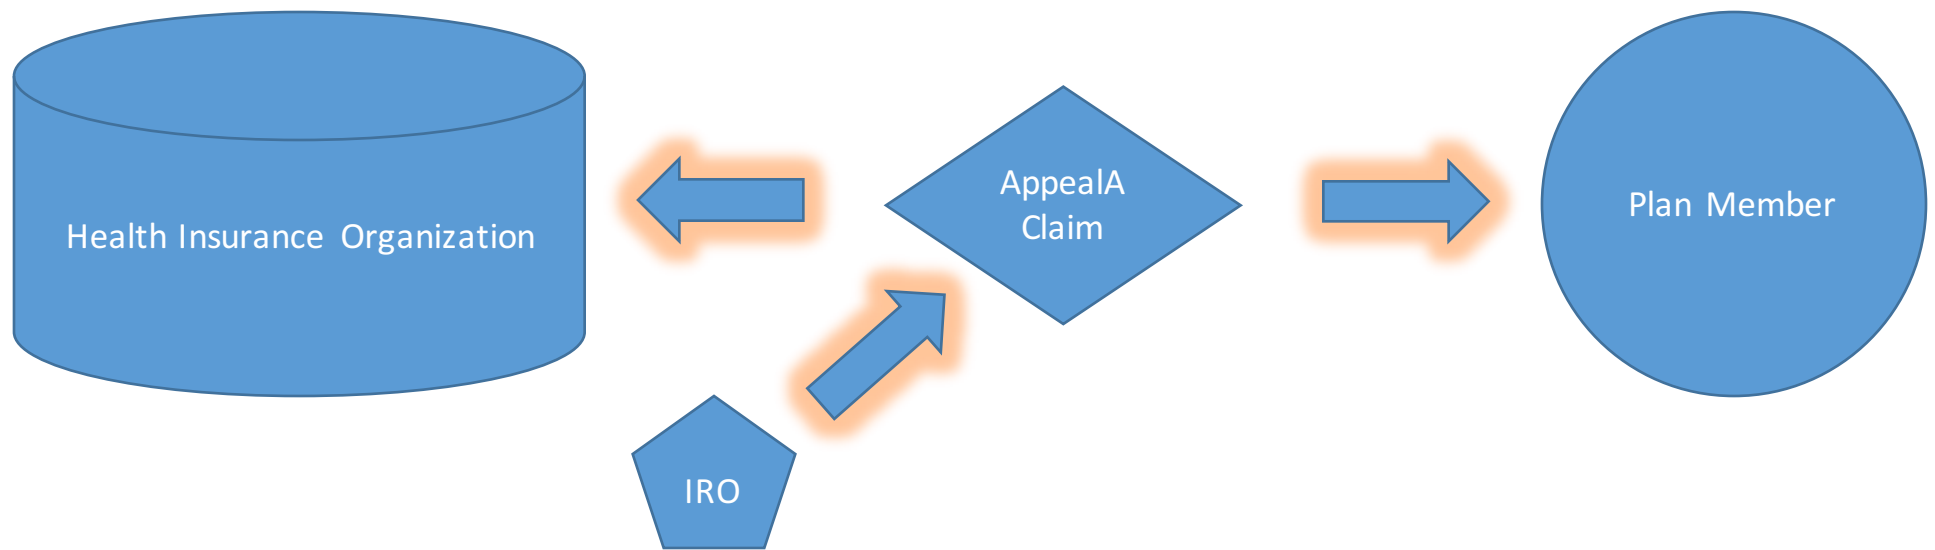 Health Insurance Organization
AppealA
Claim
Plan Member
IRO